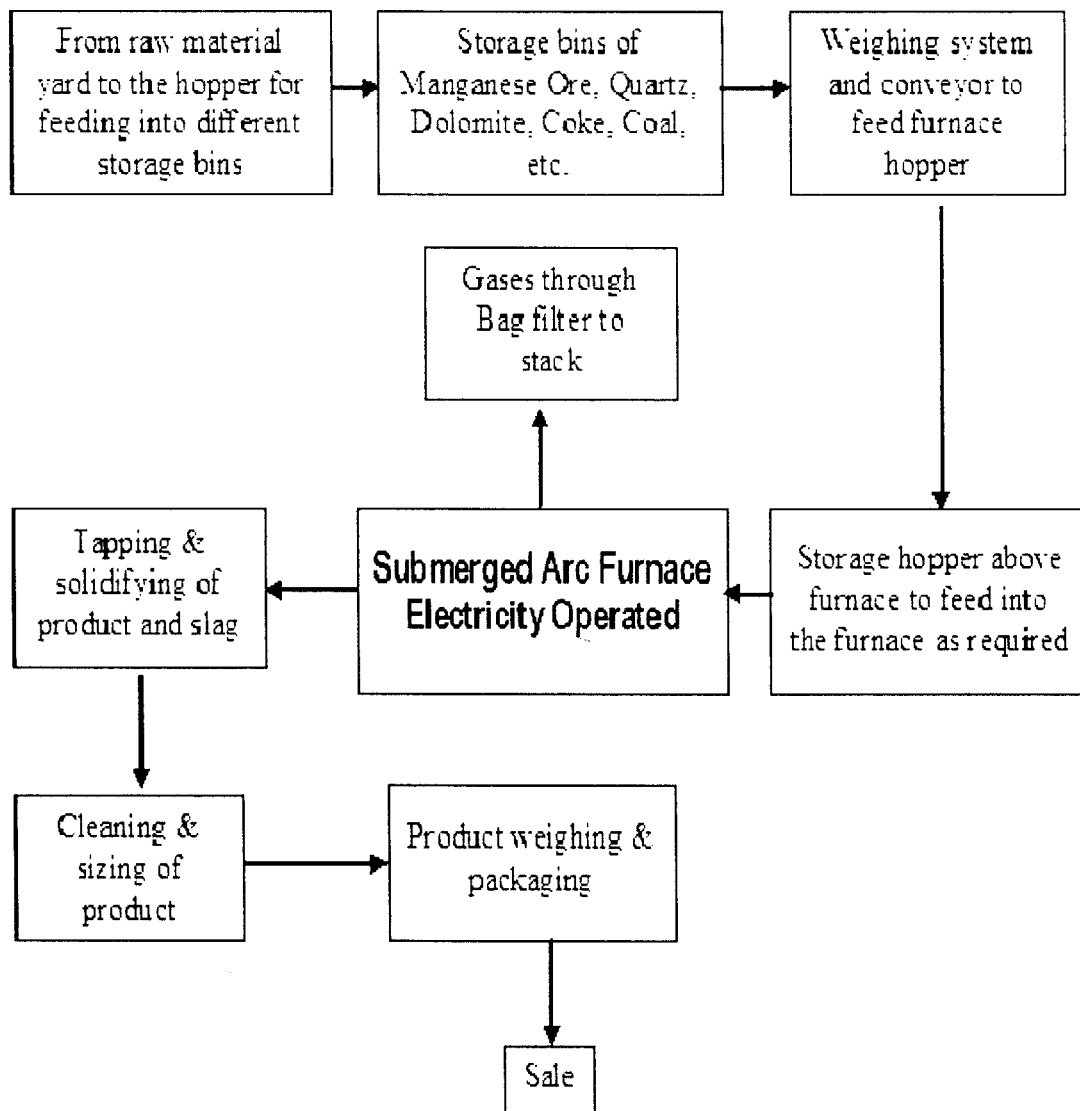 From raw material
yard to the hopper for
feeding into different
storage bins
Storage bins of
Manganese Ore, Quartz,
Dolomite, Coke, Coal,
etc.
Weighing system
and conveyor to
feed furnace
hopper
Gases through
Bag filter to
stack
Tapping &
solidifying of
product and slag
Submerged Arc Furnace
Electricity Operated
Storage hopper above
furnace to feed into
the furnace as required
Cleaning &
sizing of
product
Product weighing &
packaging
Sale